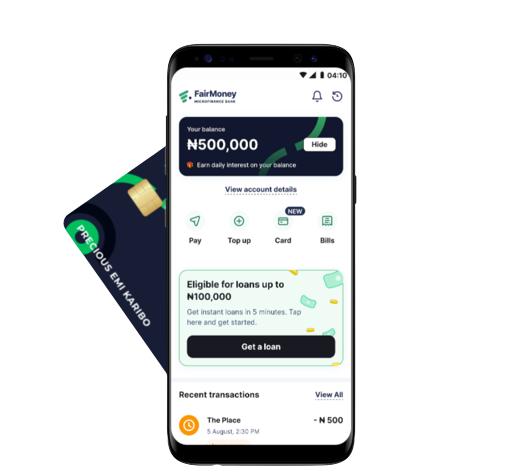 04:10
FairMoney
MICROFINANCE BANK
Your balance
₦500,000
Hide
Earn daily interest on your balance
View account details
NEW
Pay
Top up
Card
Bills
Eligible for loans up to
₦100,000
Get instant loans in 5 minutes. Tap
here and get started.
Get a loan
Recent transactions
View All
The Place
- ₦ 500
5 August, 2:30 PM
PRECIOUS EMI KARIBO